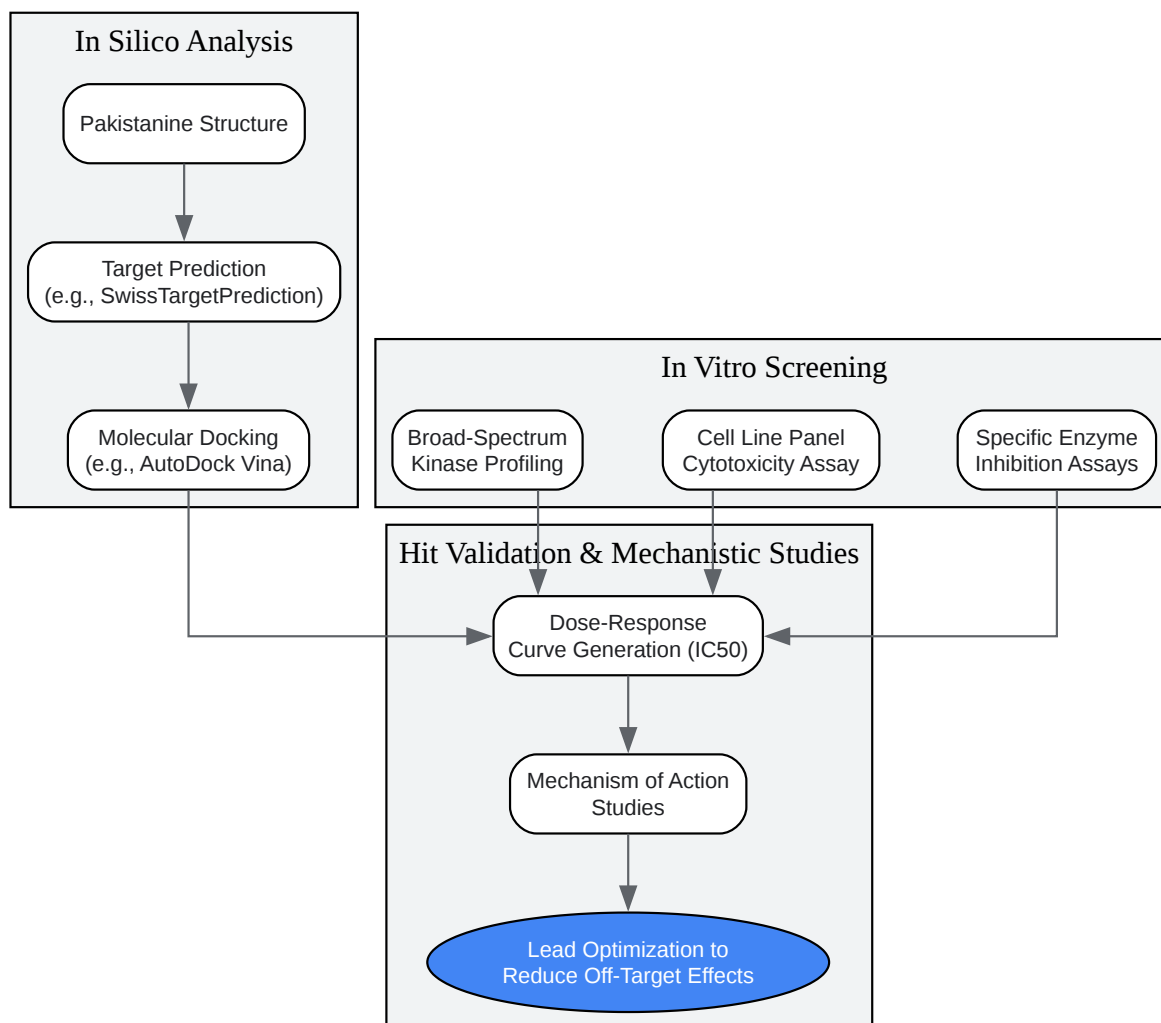 In Silico Analysis
Pakistanine Structure
Target Prediction
(e.g., SwissTargetPrediction)
Molecular Docking
(e.g., AutoDock Vina)
In Vitro Screening
Broad-Spectrum
Kinase Profiling
Cell Line Panel
Cytotoxicity Assay
Specific Enzyme
Inhibition Assays
Hit Validation & Mechanistic Studies
Dose-Response
Curve Generation (IC50)
Mechanism of Action
Studies
Lead Optimization to
Reduce Off-Target Effects